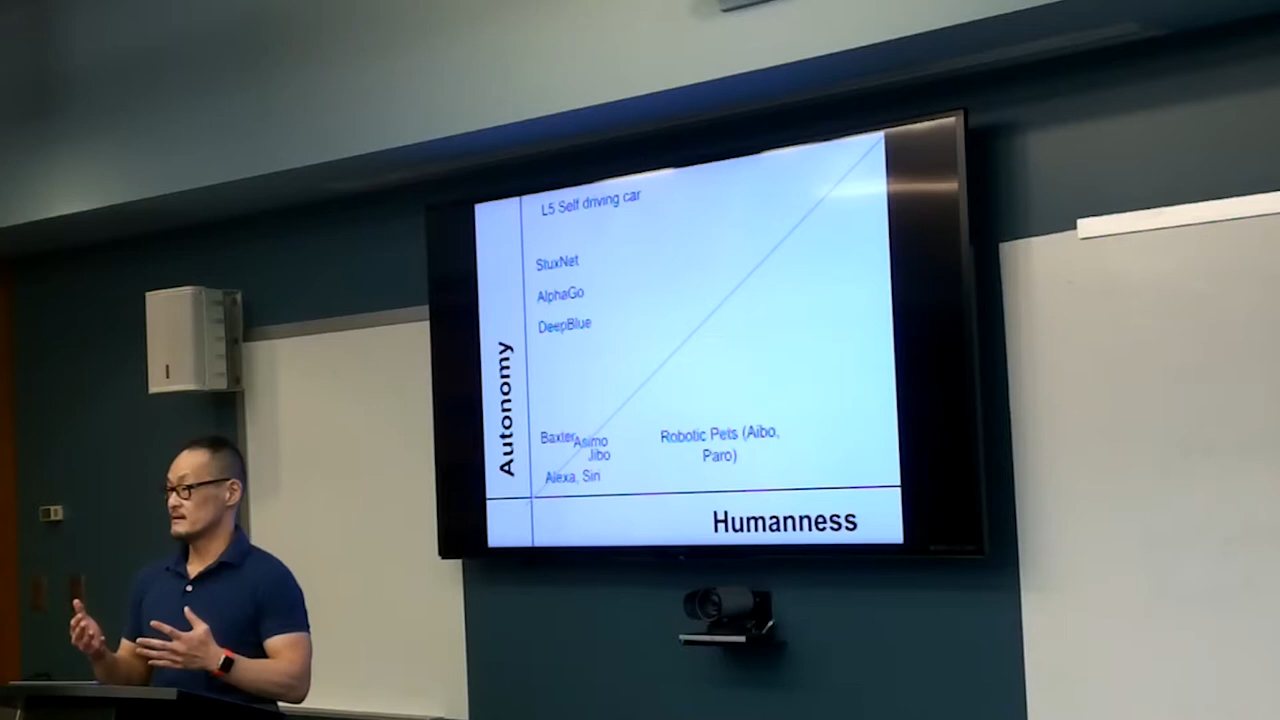 L5 Self driving car
StuxNet
AlphaGo
DeepBlue
Autonomy
Baxter
Asimo
Jibo
Alexa, Siri
Robotic Pets (Aibo,
Paro)
Humanness